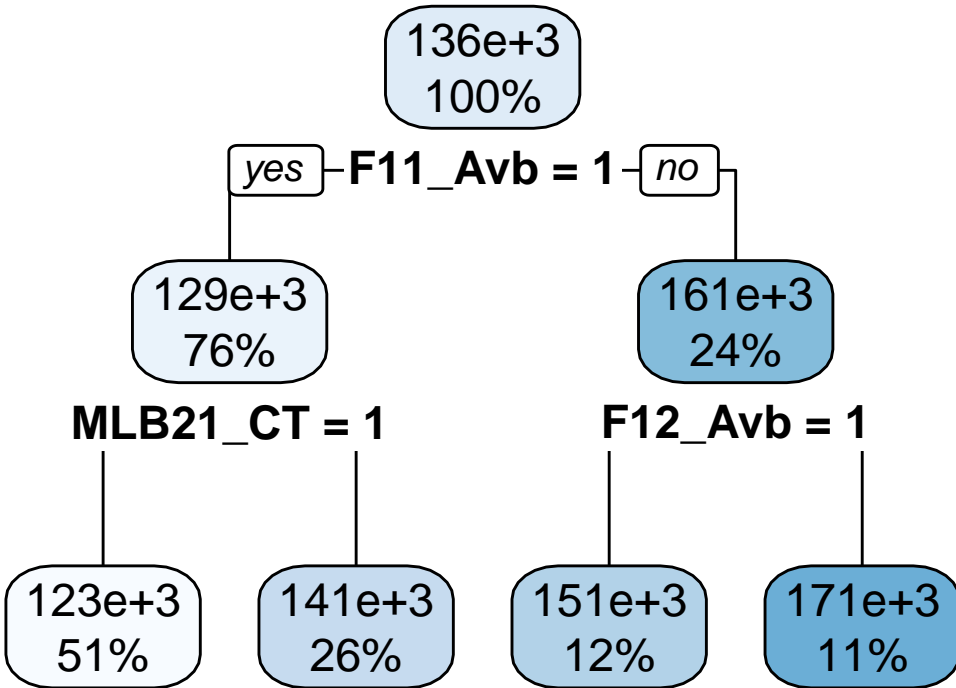 136e+3
100%
yes F11_Avb = 1 no
129e+3
76%
161e+3
24%
MLB21_CT = 1
F12_Avb = 1
123e+3
51%
141e+3
26%
151e+3
12%
171e+3
11%